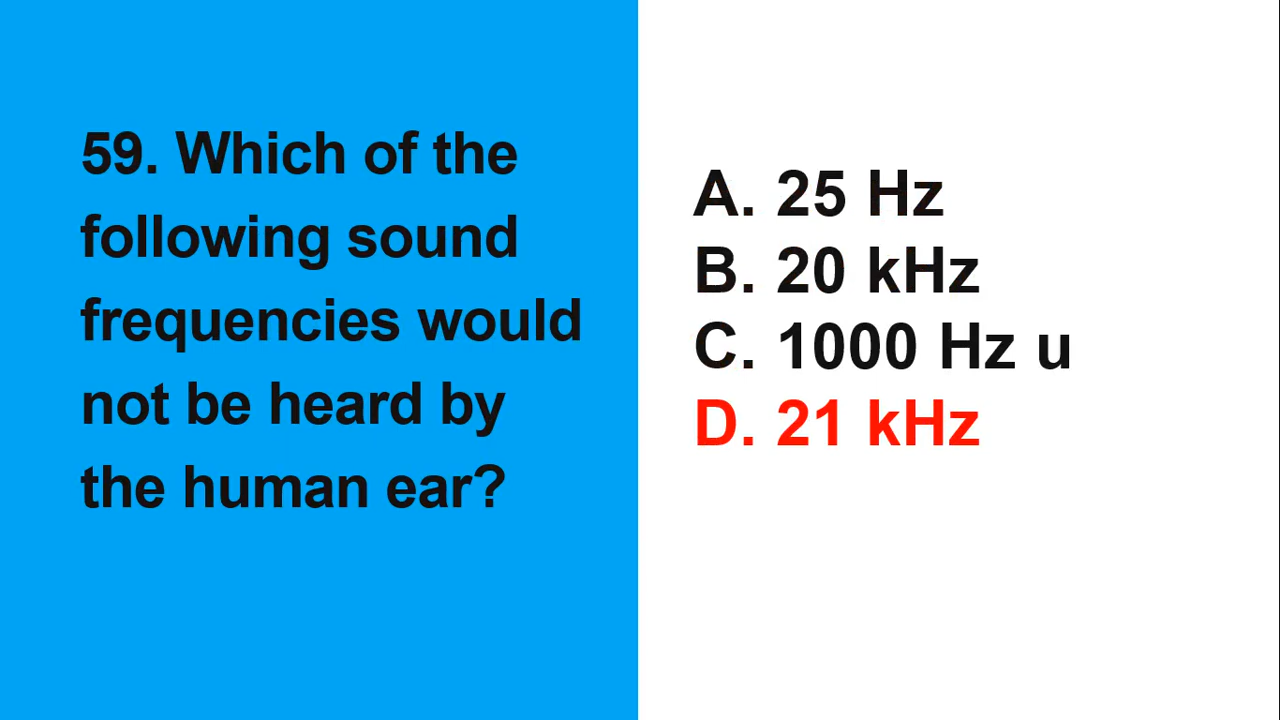 59. Which of the
following sound
frequencies would
not be heard by
the human ear?
A. 25 Hz
B. 20 kHz
C. 1000 Hz u
D. 21 kHz